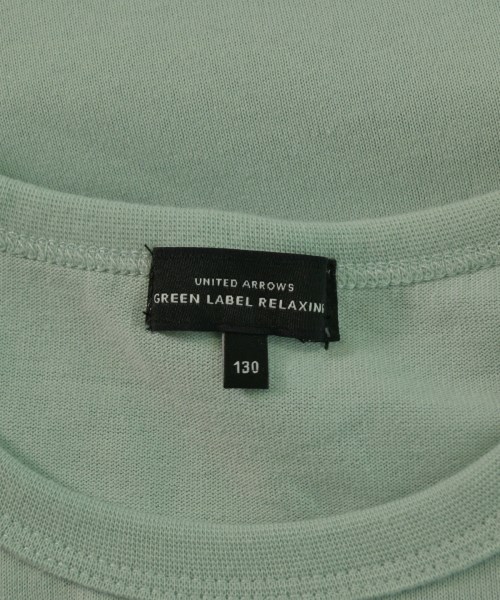 UNITED ARROWS
GREEN LABEL RELAXIN
130